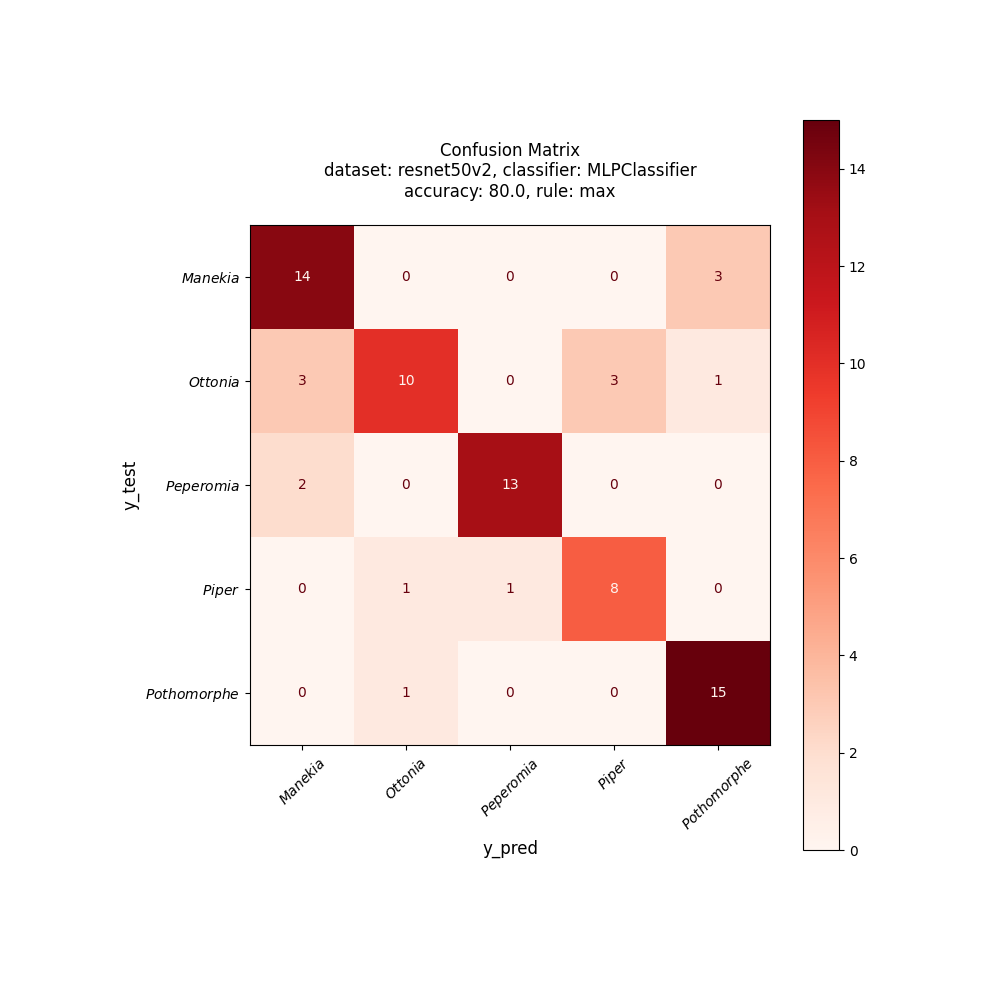 Confusion Matrix
dataset: resnet50v2, classifier: MLPClassifier
accuracy: 80.0, rule: max
Manekia 14 0 0 0 3
Ottonia 3 10 0 3 1
Peperomia 2 0 13 0 0
Piper 0 1 1 8 0
Pothomorphe 0 1 0 0 15
Manekia Ottonia Peperomia Piper Pothomorphe
y_test
y_pred
14
12
10
8
6
4
2
0